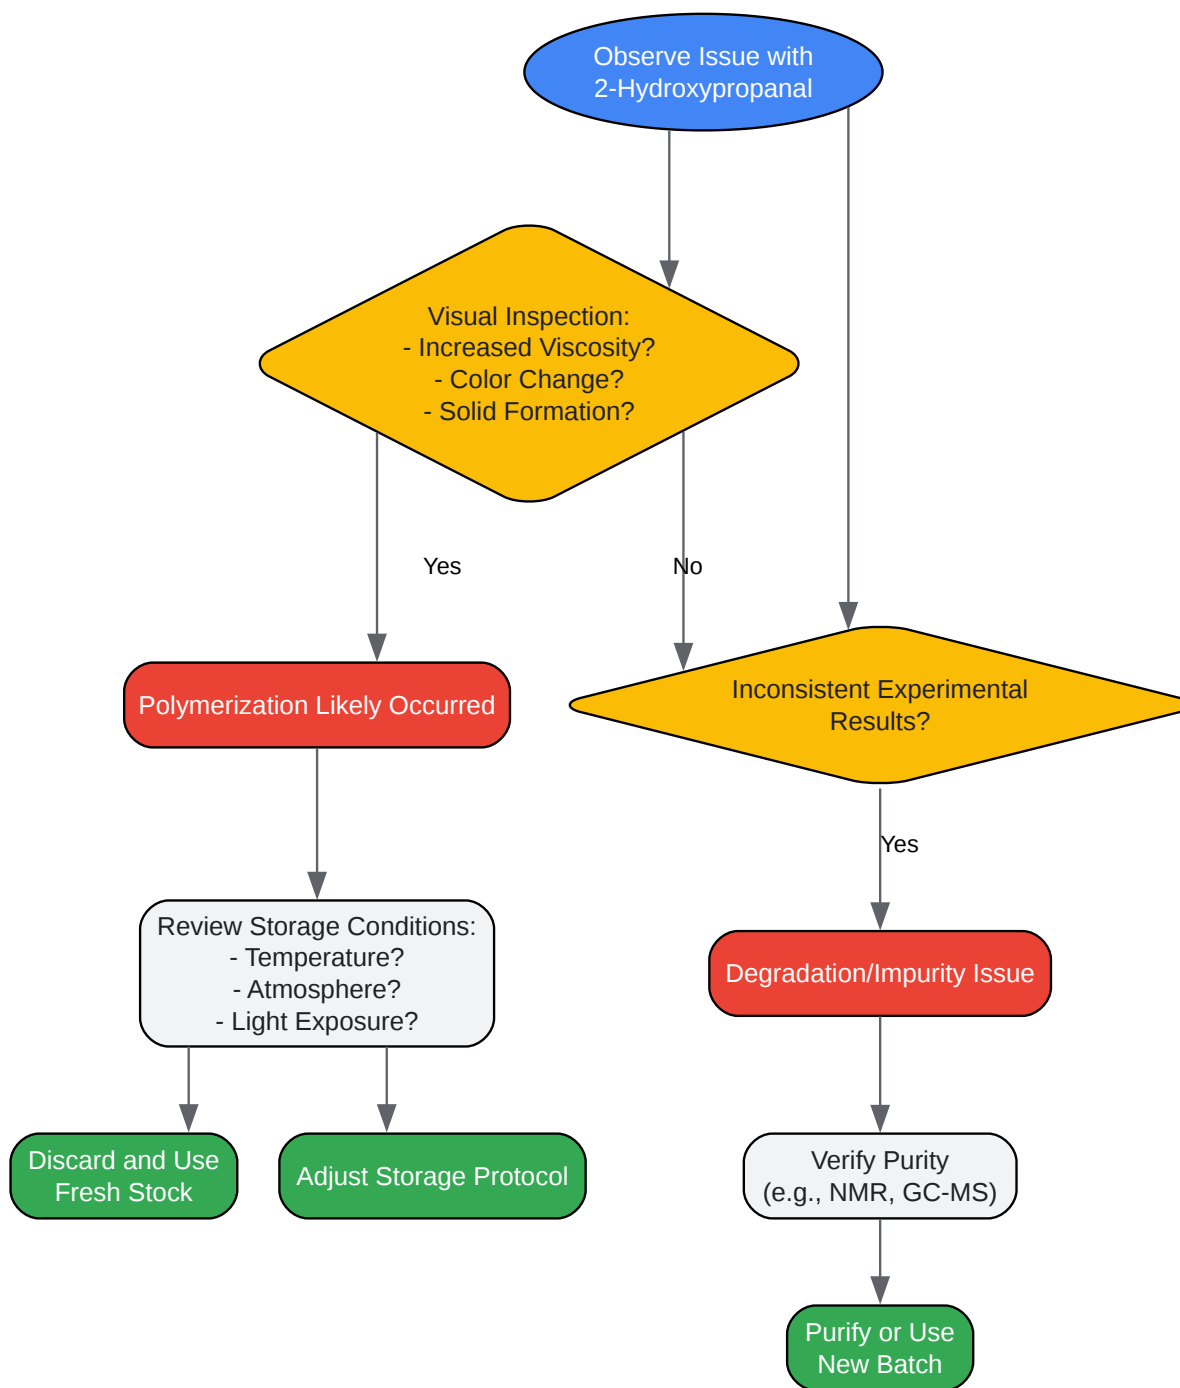 Observe Issue with
2-Hydroxypropanal
Visual Inspection:
- Increased Viscosity?
- Color Change?
- Solid Formation?
Yes
No
Polymerization Likely Occurred
Inconsistent Experimental
Results?
Yes
Review Storage Conditions:
- Temperature?
- Atmosphere?
- Light Exposure?
Degradation/Impurity Issue
Discard and Use
Fresh Stock
Adjust Storage Protocol
Verify Purity
(e.g., NMR, GC-MS)
Purify or Use
New Batch